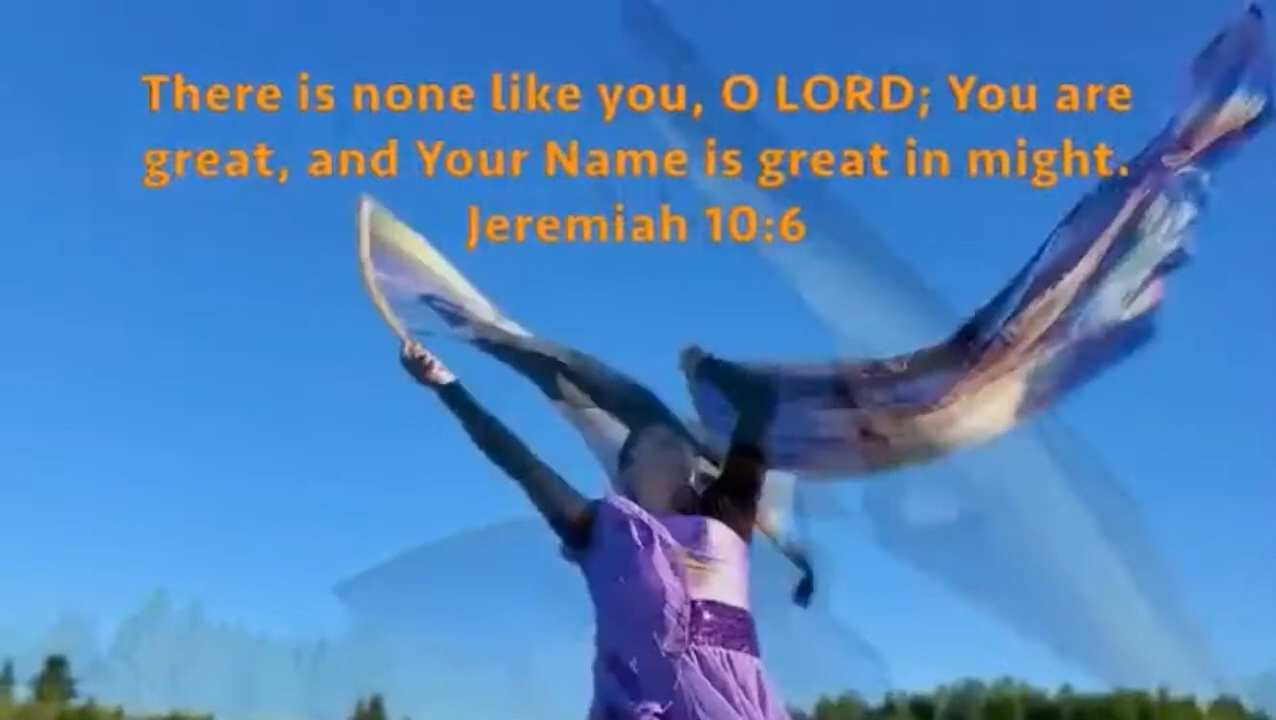 There is none like you, O LORD; You are
great, and Your Name is great in might.
Jeremiah 10:6